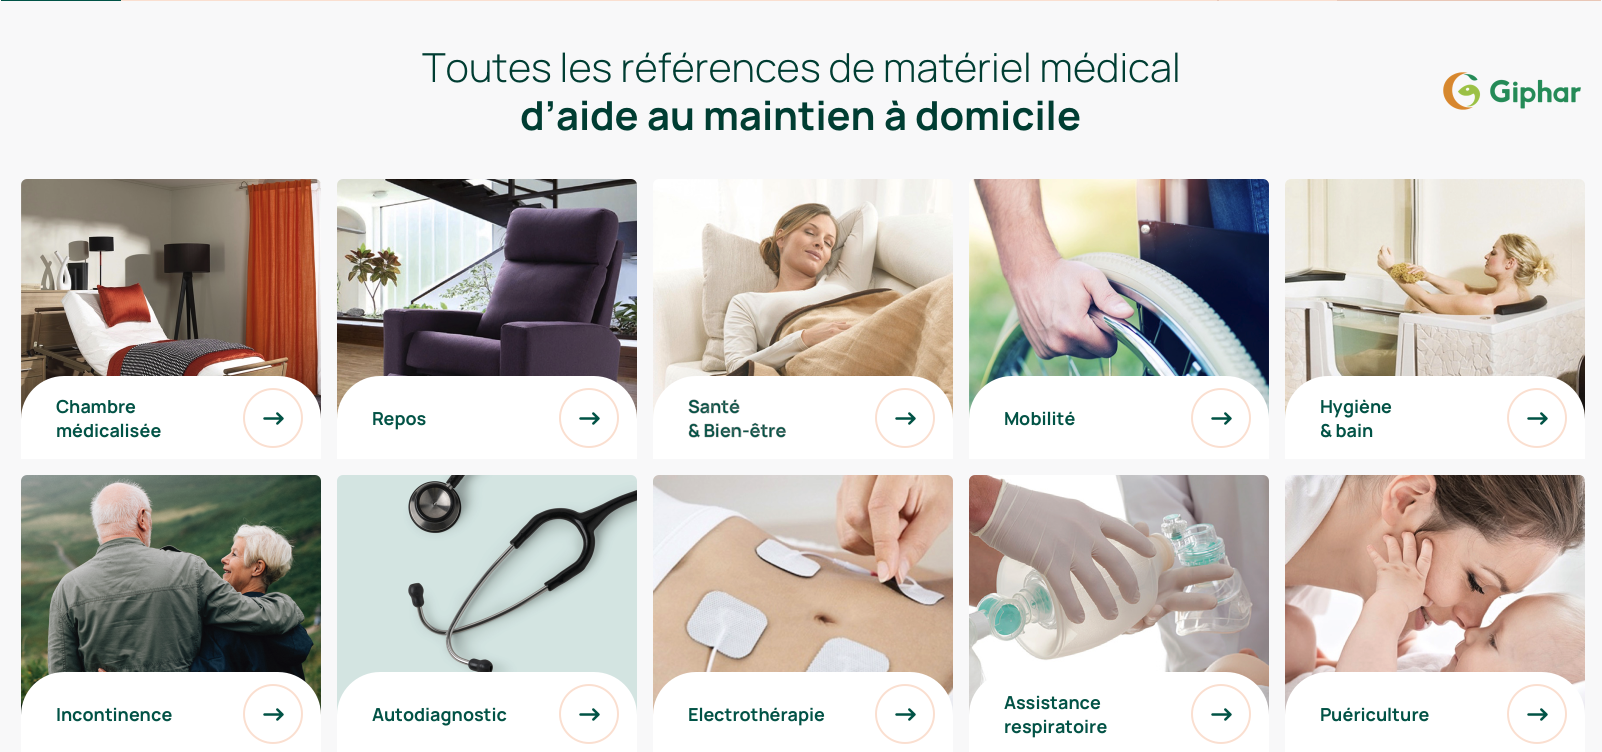 Toutes les références de matériel médical
d’aide au maintien à domicile
Giphar
Chambre
médicalisée
Repos
Santé
& Bien-être
Mobilité
Hygiène
& bain
Incontinence
Autodiagnostic
Electrothérapie
Assistance
respiratoire
Puériculture